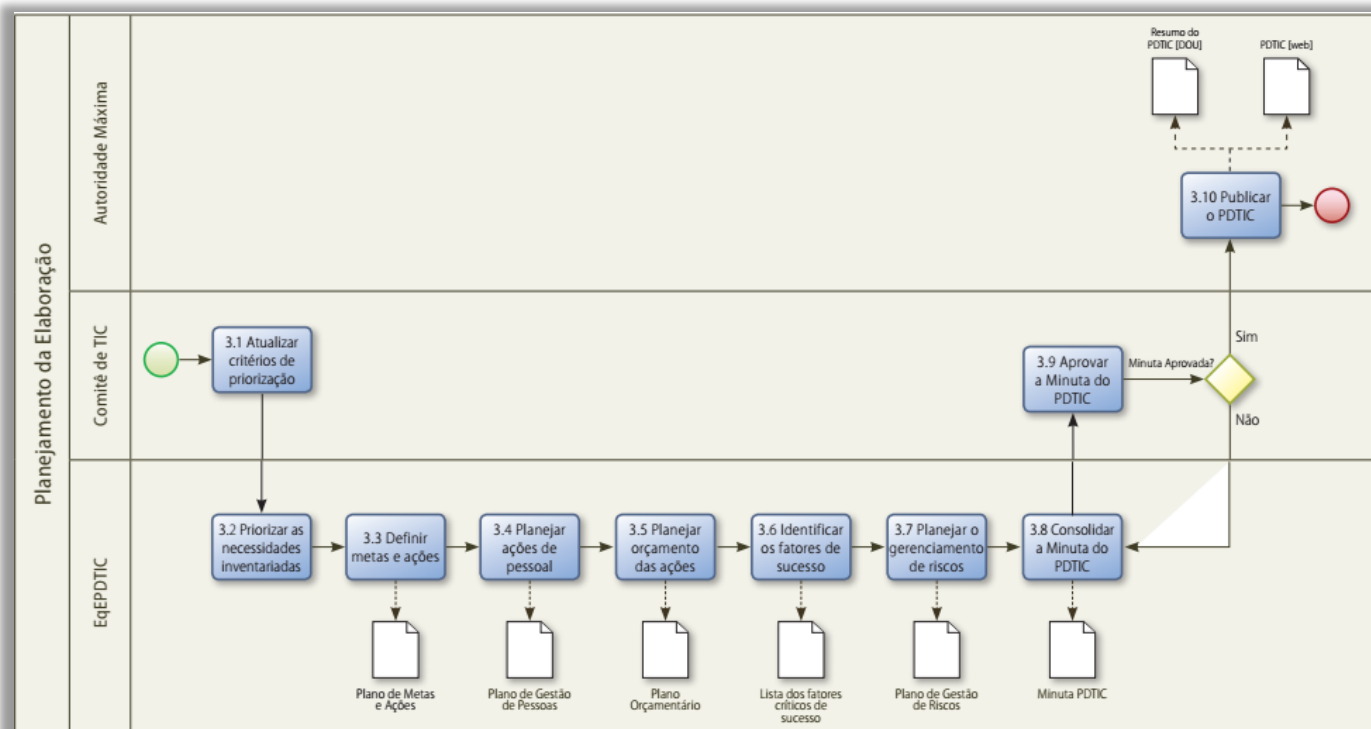 Planejamento da Elaboração
Autoridade Máxima
Resumo do
PDTIC [DOU]
PDTIC [web]
3.10 Publicar
o PDTIC
Comitê de TIC
3.1 Atualizar
critérios de
priorização
3.9 Aprovar
a Minuta do
PDTIC
Minuta Aprovada?
Sim
Não
EqEPDTIC
3.2 Priorizar as
necessidades
inventariadas
3.3 Definir
metas e ações
3.4 Planejar
ações de
pessoal
3.5 Planejar
orçamento
das ações
3.6 Identificar
os fatores de
sucesso
3.7 Planejar o
gerenciamento
de riscos
3.8 Consolidar
a Minuta do
PDTIC
Plano de Metas
e Ações
Plano de Gestão
de Pessoas
Plano
Orçamentário
Lista dos fatores
críticos de
sucesso
Plano de Gestão
de Riscos
Minuta PDTIC